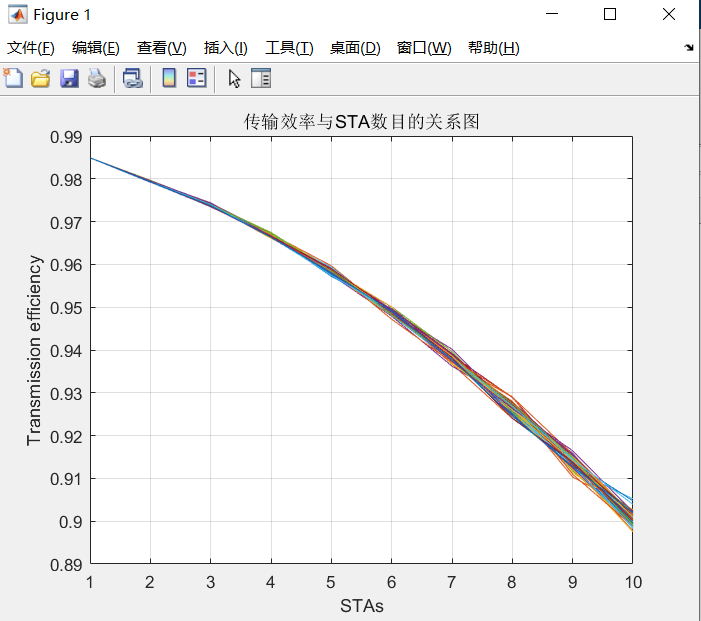 Figure 1
文件(F) 编辑(E) 查看(V) 插入(I) 工具(T) 桌面(D) 窗口(W) 帮助(H)
传输效率与STA数目的关系图
0.99
0.98
0.97
0.96
0.95
0.94
0.93
0.92
0.91
0.9
0.89
Transmission efficiency
1 2 3 4 5 6 7 8 9 10
STAs